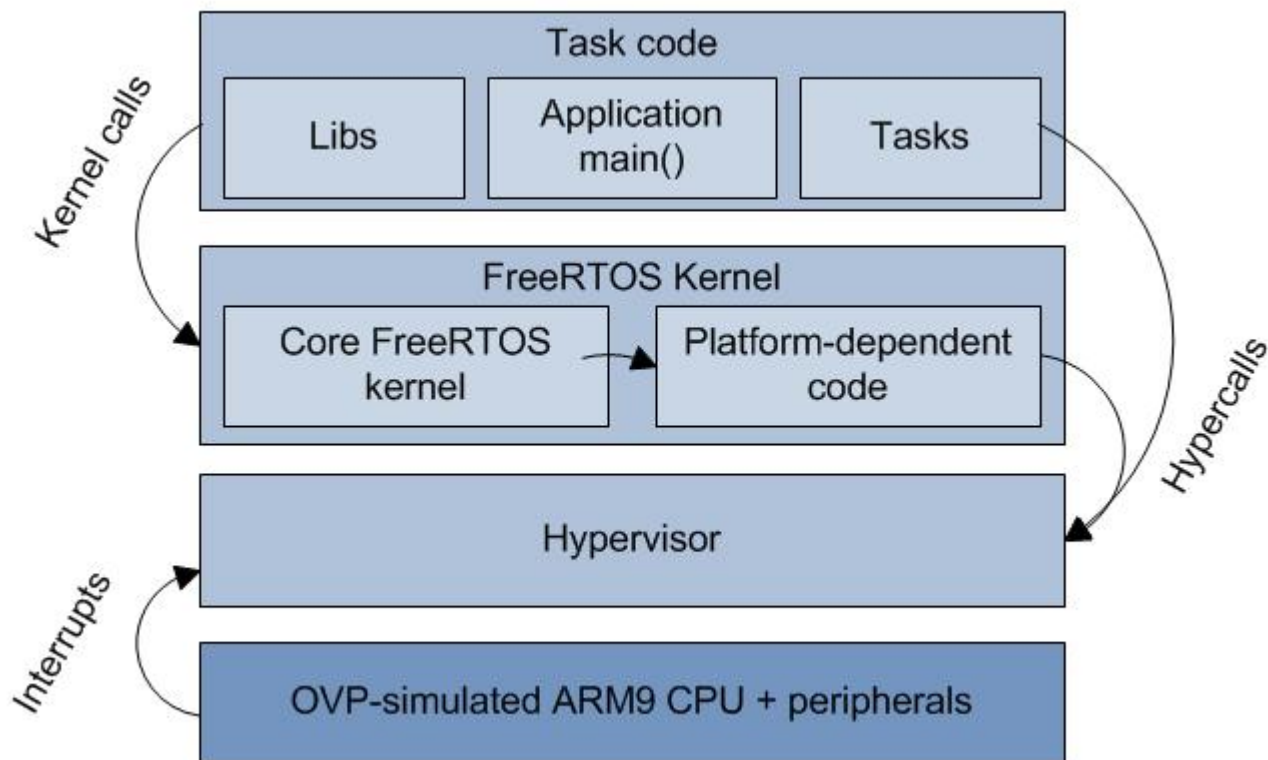 Task code
Kernel calls
Libs
Application
main()
Tasks
FreeRTOS Kernel
Core FreeRTOS
kernel
Platform-dependent
code
Hypercalls
Hypervisor
Interrupts
OVP-simulated ARM9 CPU + peripherals